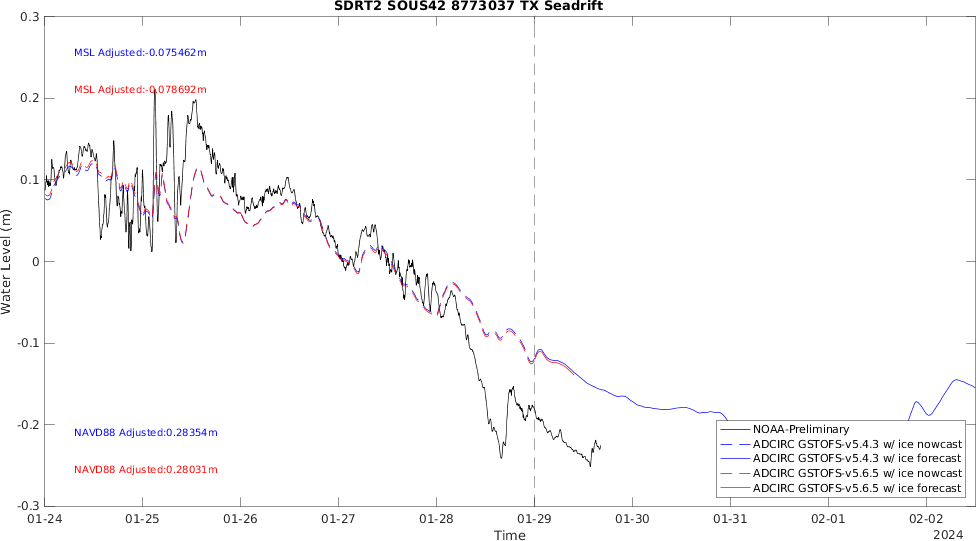 SDRT2 SOUS42 8773037 TX Seadrift
0.3
MSL Adjusted:-0.075462m
MSL Adjusted:-0.078692m
0.2
0.1
0
-0.1
-0.2
-0.3
Water Level (m)
NAVD88 Adjusted:0.28354m
NAVD88 Adjusted:0.28031m
NOAA-Preliminary
ADCIRC GSTOFS-v5.4.3 w/ ice nowcast
ADCIRC GSTOFS-v5.4.3 w/ ice forecast
ADCIRC GSTOFS-v5.6.5 w/ ice nowcast
ADCIRC GSTOFS-v5.6.5 w/ ice forecast
01-24 01-25 01-26 01-27 01-28 01-29 01-30 01-31 02-01 02-02
Time
2024